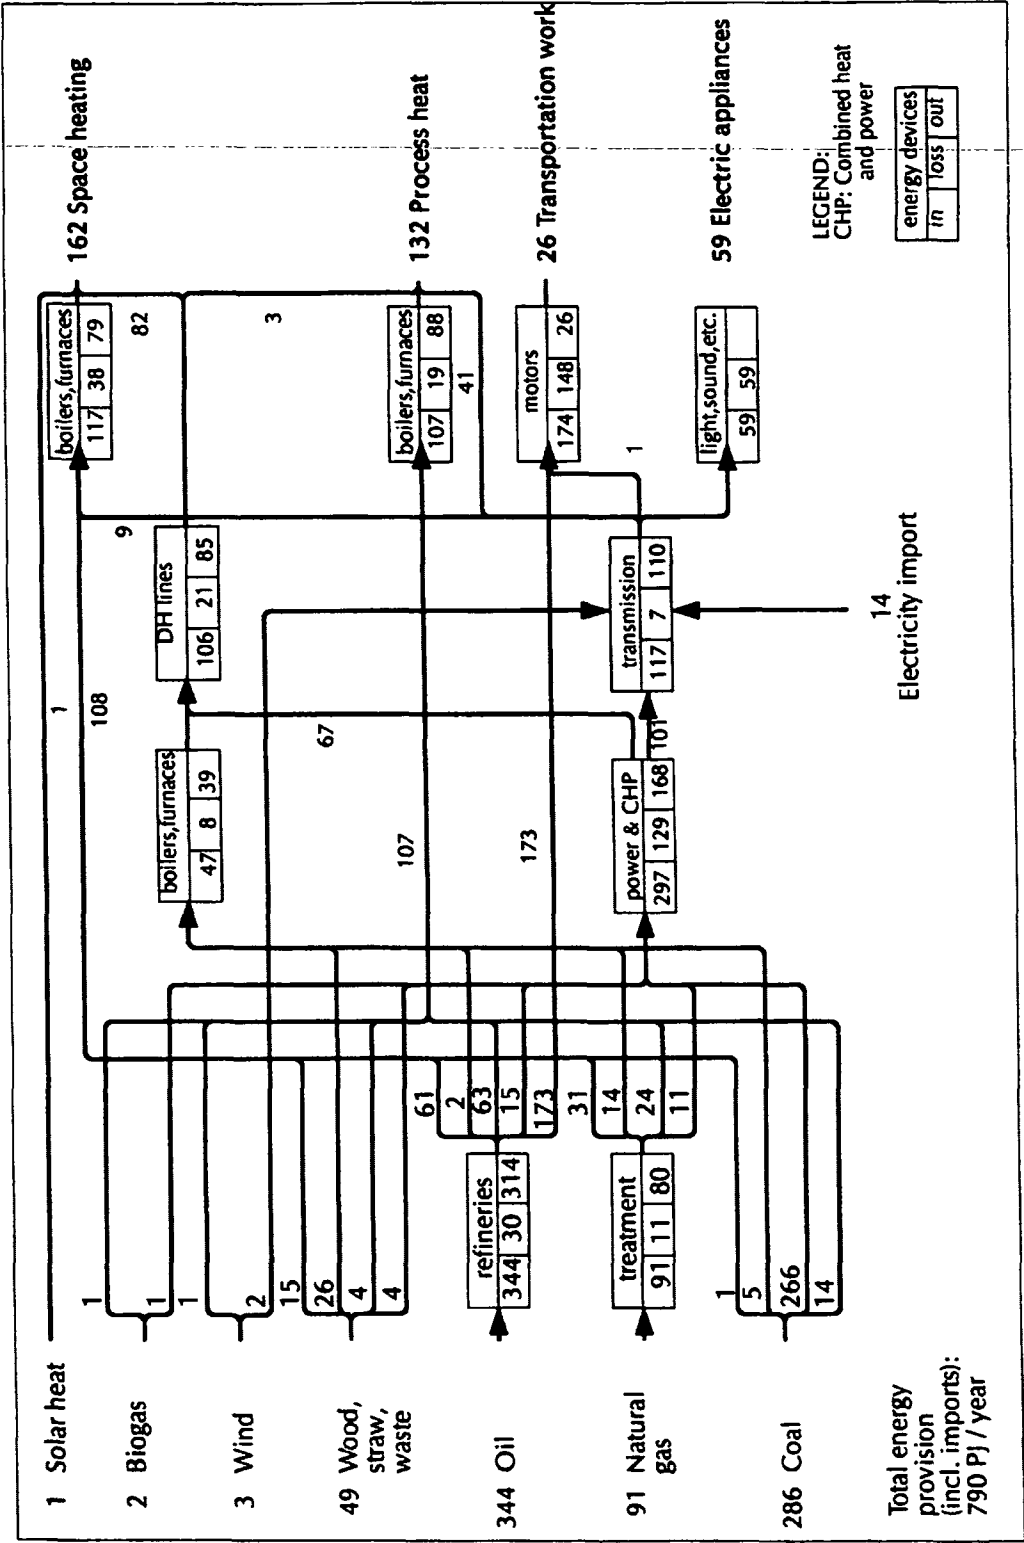 1 Solar heat
2 Biogas
3 Wind
49 Wood,
straw,
waste
344 Oil
91 Natural
gas
286 Coal
Total energy
provision
(incl. imports):
790 PJ / year
1
1
1
2
15
26
4
4
refineries
344 30 314
treatment
91 11 80
1
5
266
14
61
2
63
15
173
31
14
24
11
1
108
boilers,furnaces
47 8 39
67
107
173
power & CHP
297 129 168
101
DH lines
106 21 85
9
transmission
117 7 110
14
Electricity import
boilers,furnaces
117 38 79
82
3
boilers,furnaces
107 19 88
41
motors
174 148 26
1
light,sound,etc.
59 59
162 Space heating
132 Process heat
26 Transportation work
59 Electric appliances
LEGEND:
CHP: Combined heat
and power
energy devices
in loss out